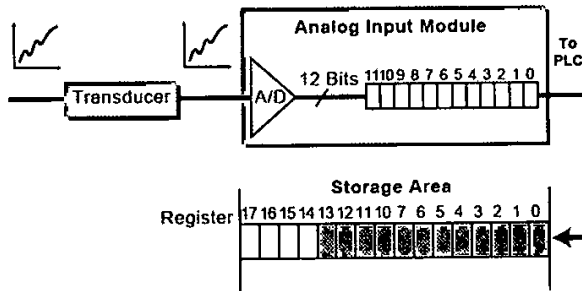 Analog Input Module
To
PLC
Transducer
A/D
12 Bits
11 10 9 8 7 6 5 4 3 2 1 0
Storage Area
Register
17 16 15 14 13 12 11 10 7 6 5 4 3 2 1 0